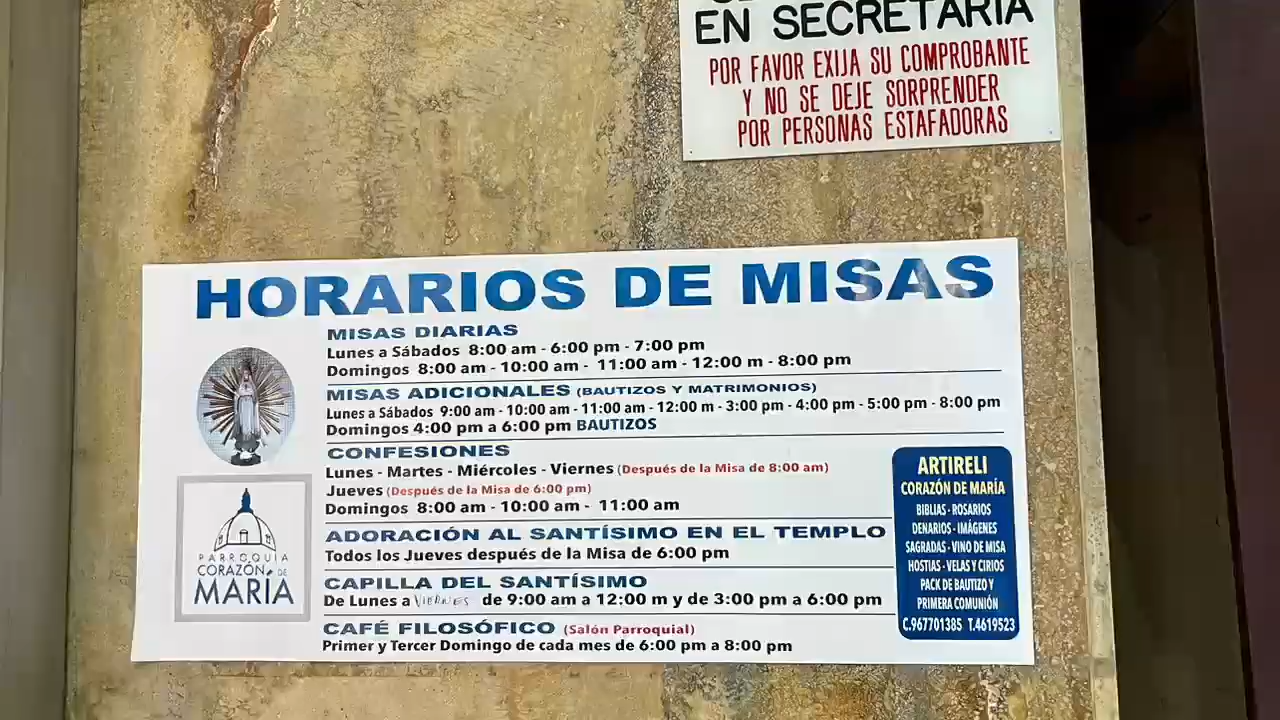 EN SECRETARÍA
POR FAVOR EXIJA SU COMPROBANTE
Y NO SE DEJE SORPRENDER
POR PERSONAS ESTAFADORAS
HORARIOS DE MISAS
MISAS DIARIAS
Lunes a Sábados 8:00 am - 6:00 pm - 7:00 pm
Domingos 8:00 am - 10:00 am - 11:00 am - 12:00 m - 8:00 pm
MISAS ADICIONALES (BAUTIZOS Y MATRIMONIOS)
Lunes a Sábados 9:00 am - 10:00 am - 11:00 am - 12:00 m - 3:00 pm - 4:00 pm - 5:00 pm - 8:00 pm
Domingos 4:00 pm a 6:00 pm BAUTIZOS
CONFESIONES
Lunes - Martes - Miércoles - Viernes (Después de la Misa de 8:00 am)
Jueves (Después de la Misa de 6:00 pm)
Domingos 8:00 am - 10:00 am - 11:00 am
ADORACIÓN AL SANTÍSIMO EN EL TEMPLO
Todos los Jueves después de la Misa de 6:00 pm
CAPILLA DEL SANTÍSIMO
De Lunes a VIERNES de 9:00 am a 12:00 m y de 3:00 pm a 6:00 pm
CAFÉ FILOSÓFICO (Salón Parroquial)
Primer y Tercer Domingo de cada mes de 6:00 pm a 8:00 pm
PARROQUIA
CORAZÓN DE
MARÍA
ARTIRELI
CORAZÓN DE MARÍA
BIBLIAS - ROSARIOS
DENARIOS - IMÁGENES
SAGRADAS - VINO DE MISA
HOSTIAS - VELAS Y CIRIOS
PACK DE BAUTIZO Y
PRIMERA COMUNIÓN
C.967701385 T.4619523